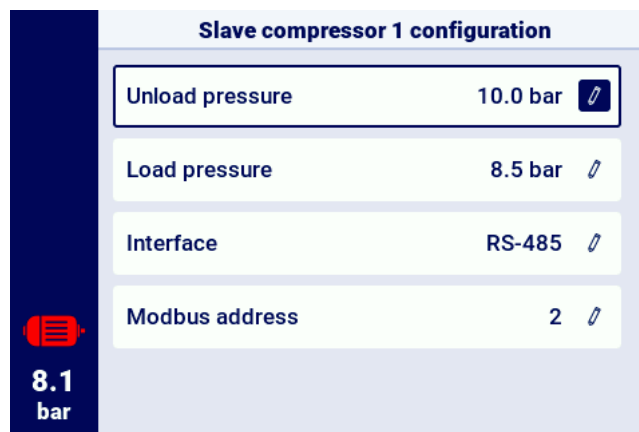 Slave compressor 1 configuration
Unload pressure 10.0 bar
Load pressure 8.5 bar
Interface RS-485
Modbus address 2
8.1
bar